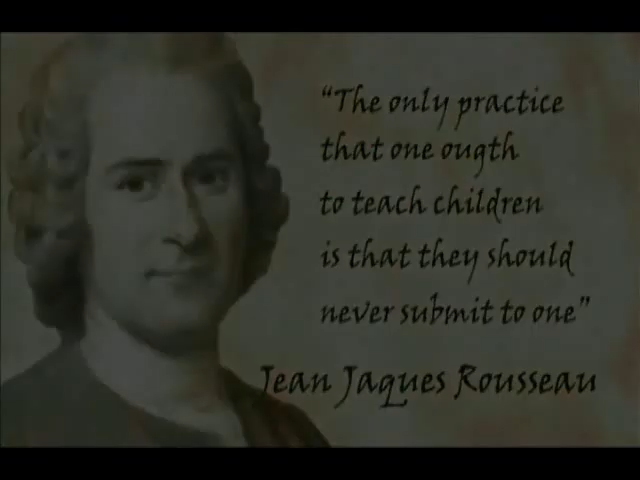 “The only practice
that one ougth
to teach children
is that they should
never submit to one”
Jean Jaques Rousseau